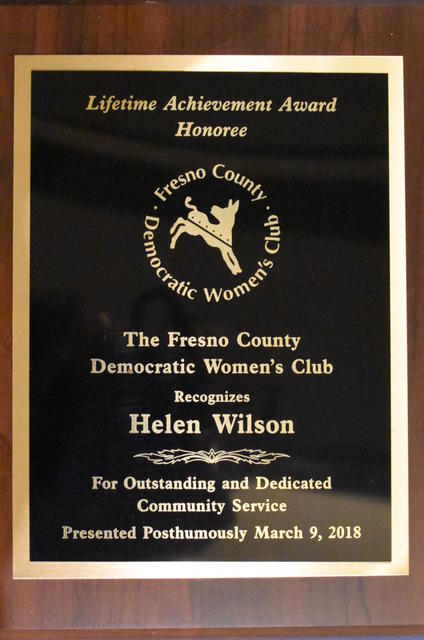 Lifetime Achievement Award
Honoree
Fresno County
Democratic Women's Club
The Fresno County
Democratic Women's Club
Recognizes
Helen Wilson
For Outstanding and Dedicated
Community Service
Presented Posthumously March 9, 2018